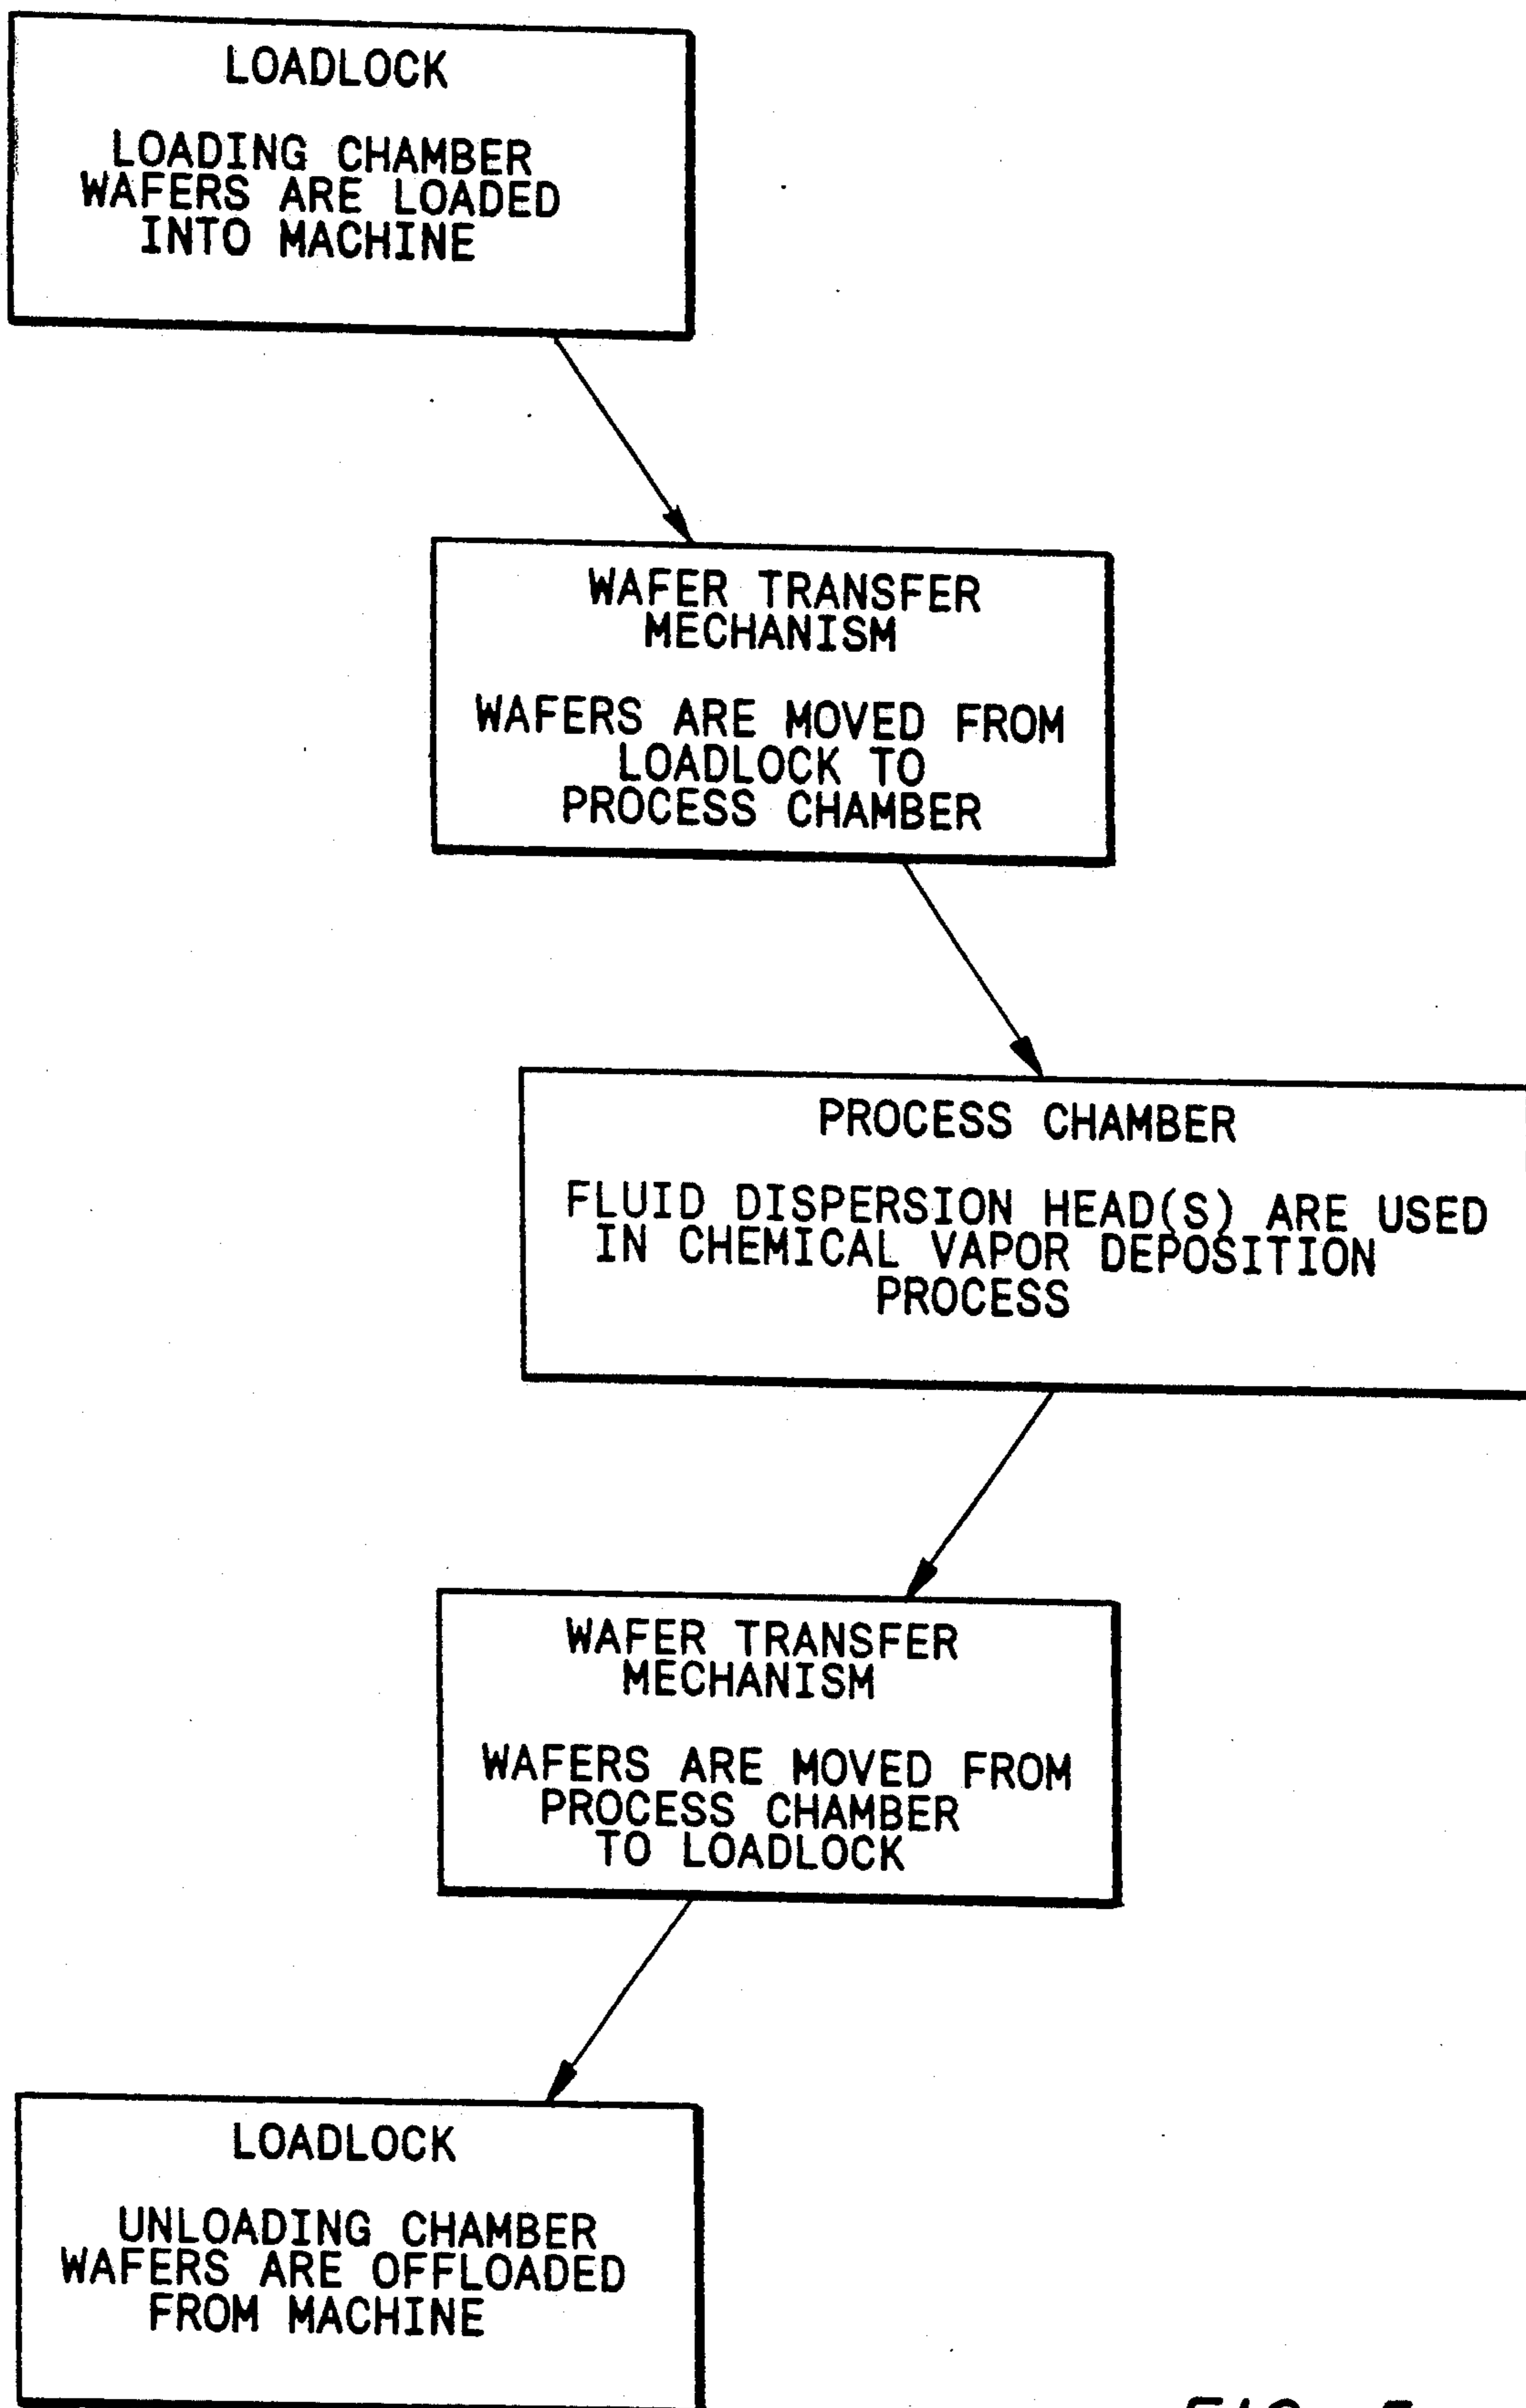 LOADLOCK
LOADING CHAMBER
WAFERS ARE LOADED
INTO MACHINE
WAFER TRANSFER
MECHANISM
WAFERS ARE MOVED FROM
LOADLOCK TO
PROCESS CHAMBER
PROCESS CHAMBER
FLUID DISPERSION HEAD(S) ARE USED
IN CHEMICAL VAPOR DEPOSITION
PROCESS
WAFER TRANSFER
MECHANISM
WAFERS ARE MOVED FROM
PROCESS CHAMBER
TO LOADLOCK
LOADLOCK
UNLOADING CHAMBER
WAFERS ARE OFFLOADED
FROM MACHINE